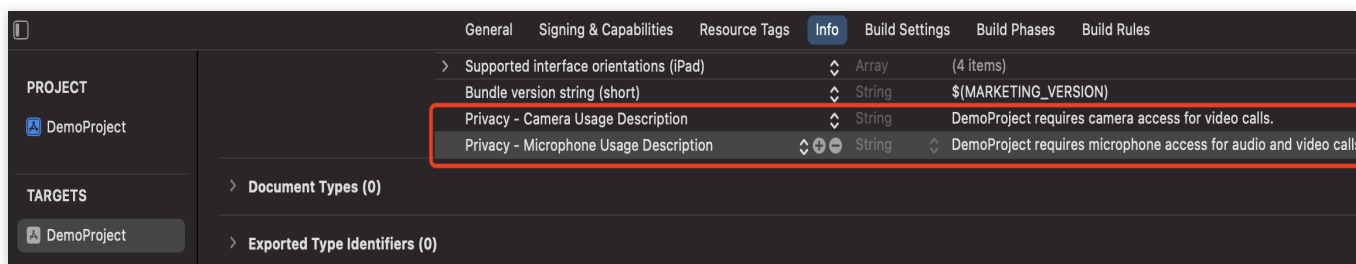 General Signing & Capabilities Resource Tags Info Build Settings Build Phases Build Rules
PROJECT
DemoProject
TARGETS
DemoProject
Supported interface orientations (iPad) Array (4 items)
Bundle version string (short) String $(MARKETING_VERSION)
Privacy - Camera Usage Description String DemoProject requires camera access for video calls.
Privacy - Microphone Usage Description String DemoProject requires microphone access for audio and video calls
Document Types (0)
Exported Type Identifiers (0)